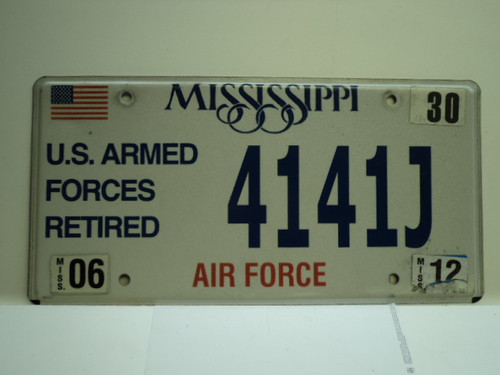 MISSISSIPPI
30
U.S. ARMED
FORCES
RETIRED
4141J
MISS. 06
AIR FORCE
MISS. 12